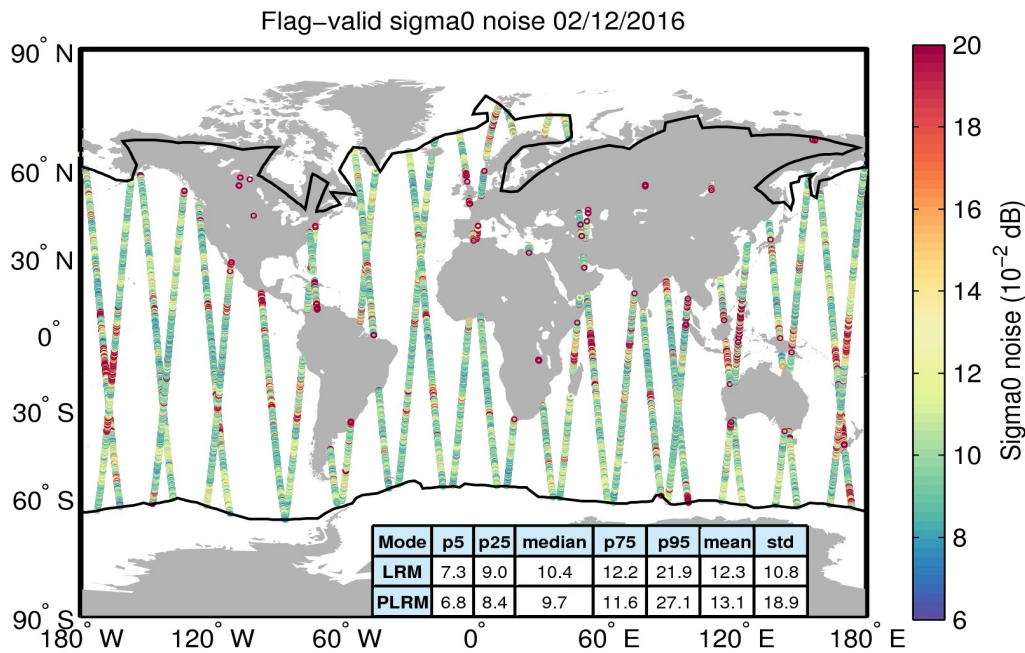 Flag−valid sigma0 noise 02/12/2016
90° N
60° N
30° N
0°
30° S
60° S
90° S
180° W
120° W
60° W
0°
60° E
120° E
180° E
Mode p5 p25 median p75 p95 mean std
LRM 7.3 9.0 10.4 12.2 21.9 12.3 10.8
PLRM 6.8 8.4 9.7 11.6 27.1 13.1 18.9
20
18
16
14
12
10
8
6
Sigma0 noise (10⁻² dB)